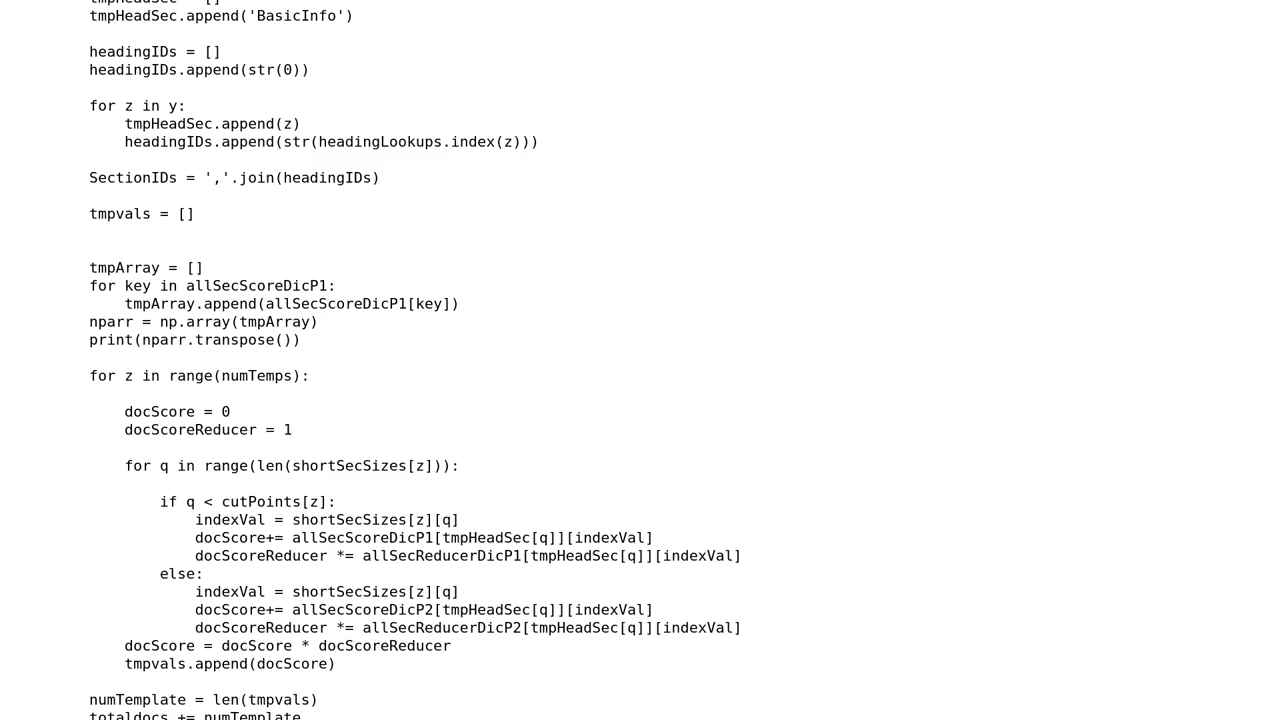 tmpHeadSec = []
tmpHeadSec.append('BasicInfo')
headingIDs = []
headingIDs.append(str(0))
for z in y:
tmpHeadSec.append(z)
headingIDs.append(str(headingLookups.index(z)))
SectionIDs = ','.join(headingIDs)
tmpvals = []
tmpArray = []
for key in allSecScoreDicP1:
tmpArray.append(allSecScoreDicP1[key])
nparr = np.array(tmpArray)
print(nparr.transpose())
for z in range(numTemps):
docScore = 0
docScoreReducer = 1
for q in range(len(shortSecSizes[z])):
if q < cutPoints[z]:
indexVal = shortSecSizes[z][q]
docScore+= allSecScoreDicP1[tmpHeadSec[q]][indexVal]
docScoreReducer *= allSecReducerDicP1[tmpHeadSec[q]][indexVal]
else:
indexVal = shortSecSizes[z][q]
docScore+= allSecScoreDicP2[tmpHeadSec[q]][indexVal]
docScoreReducer *= allSecReducerDicP2[tmpHeadSec[q]][indexVal]
docScore = docScore * docScoreReducer
tmpvals.append(docScore)
numTemplate = len(tmpvals)
totaldocs += numTemplate